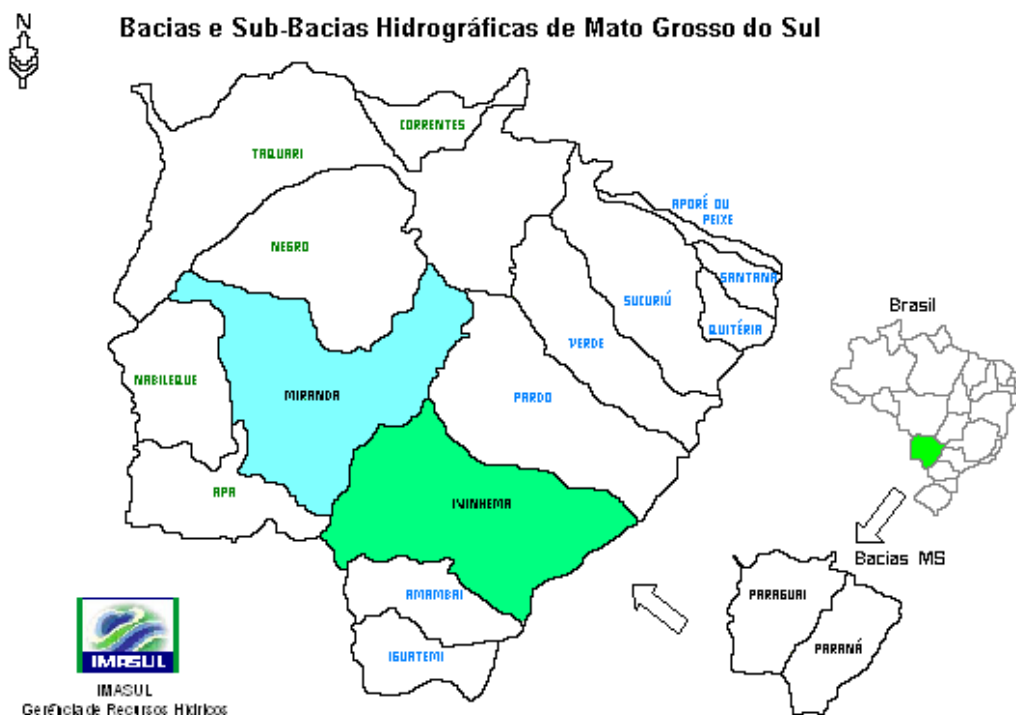 Bacias e Sub-Bacias Hidrográficas de Mato Grosso do Sul
CORRENTES
TAQUARI
APORÉ OU
PEIXE
NEGRO
SANTANA
SUCURIÚ
Brasil
QUITÉRIA
VERDE
NABILEQUE
MIRANDA
PARDO
APA
IVINHEMA
Bacias MS
AMAMBAI
PARAGUAI
PARANÁ
IGUATEMI
IMASUL
IMASUL
Gerência de Recursos Hídricos